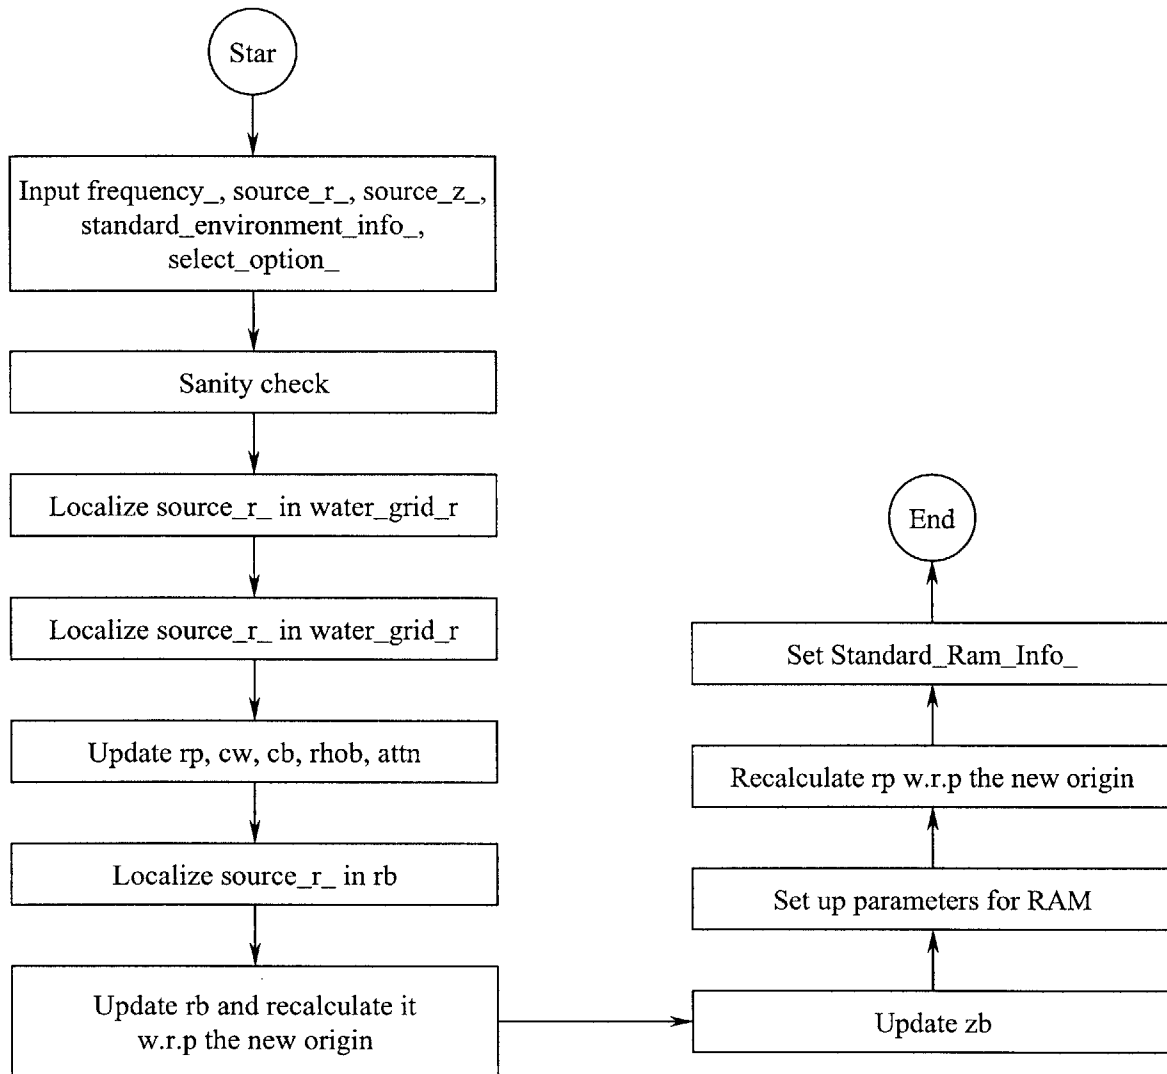 Star
Input frequency_, source_r_, source_z_,
standard_environment_info_,
select_option_
Sanity check
Localize source_r_ in water_grid_r
Localize source_r_ in water_grid_r
Update rp, cw, cb, rhob, attn
Localize source_r_ in rb
Update rb and recalculate it
w.r.p the new origin
Update zb
Set up parameters for RAM
Recalculate rp w.r.p the new origin
Set Standard_Ram_Info_
End